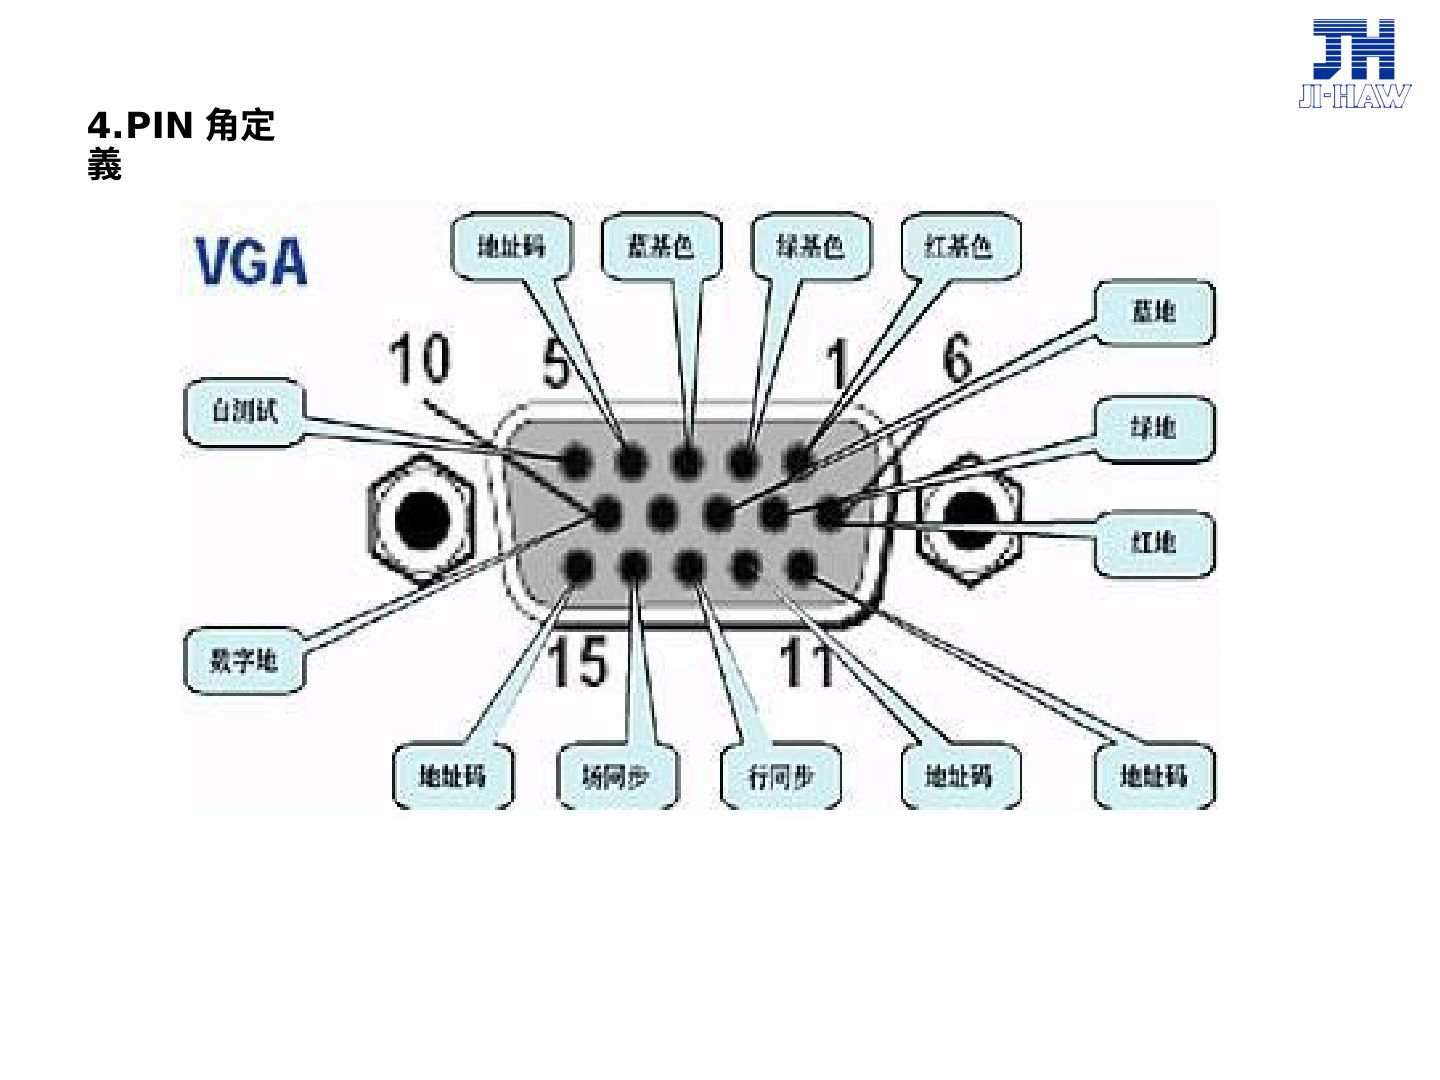 JH
JI-HAW
4.PIN 角定
義
VGA
地址码
蓝基色
绿基色
红基色
蓝地
10
5
1
6
自测试
绿地
红地
数字地
15
11
地址码
场同步
行同步
地址码
地址码